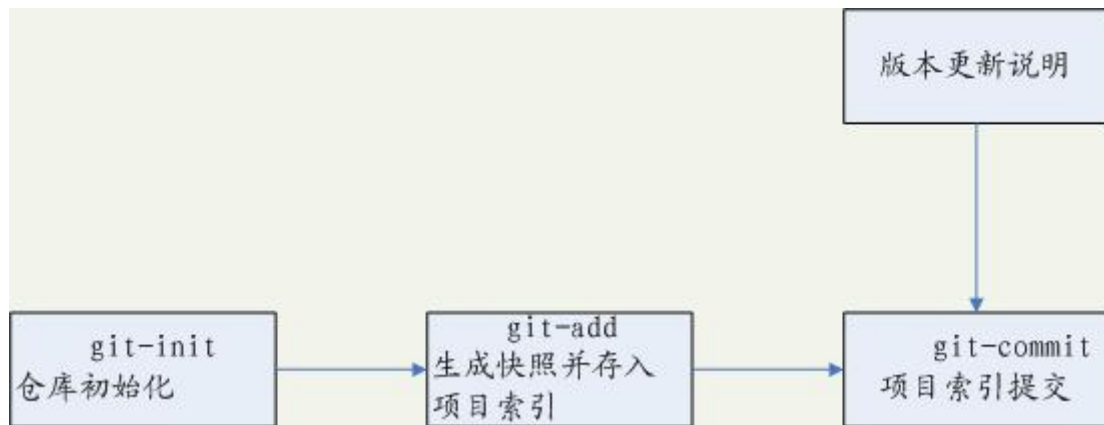 版本更新说明
git-init
仓库初始化
git-add
生成快照并存入
项目索引
git-commit
项目索引提交